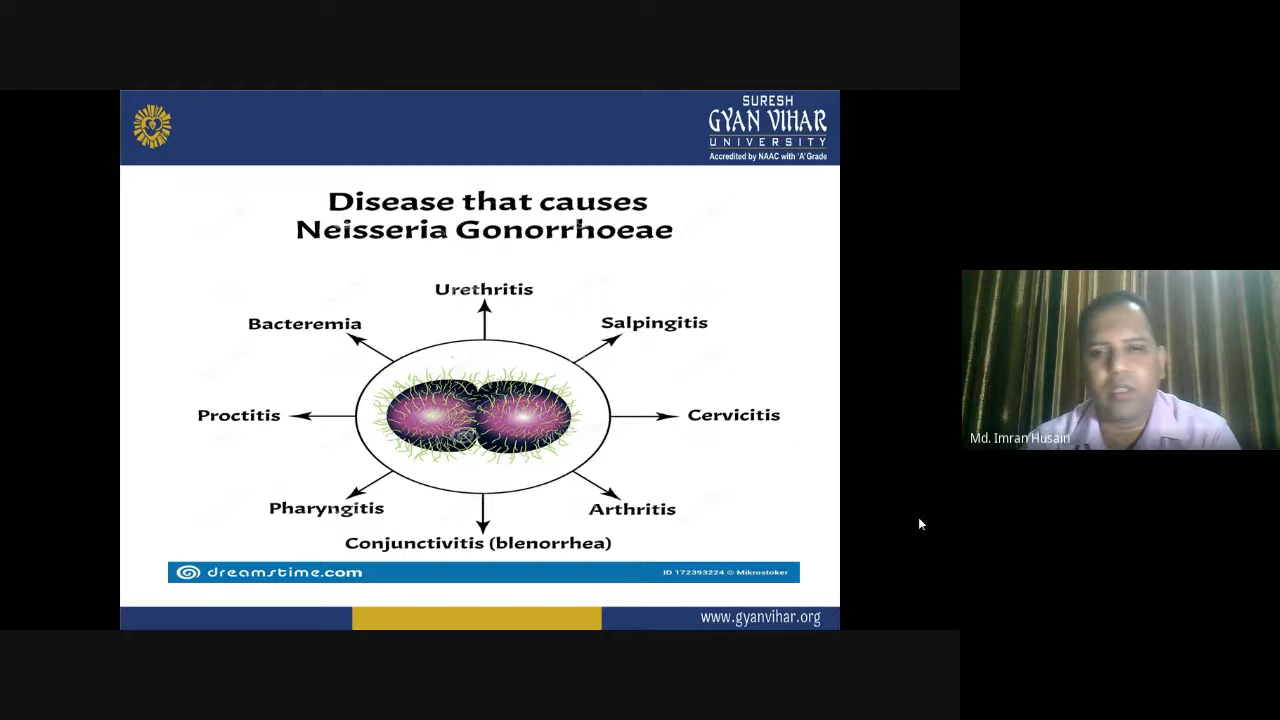 SURESH
GYAN VIHAR
UNIVERSITY
Accredited by NAAC with 'A' Grade
Disease that causes
Neisseria Gonorrhoeae
Urethritis
Bacteremia
Salpingitis
Proctitis
Cervicitis
Pharyngitis
Arthritis
Conjunctivitis (blenorrhea)
dreamstime.com
ID 172393224 © Mikrostoker
www.gyanvihar.org
Md. Imran Husain